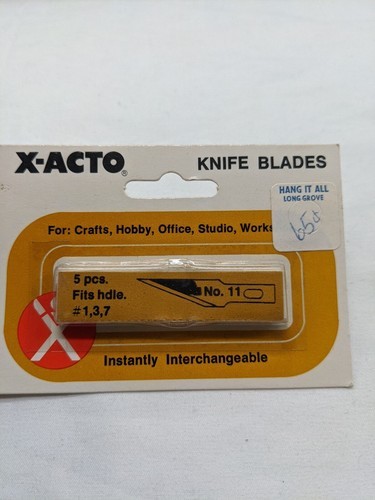 X-ACTO®
KNIFE BLADES
HANG IT ALL
LONG GROVE
65¢
For: Crafts, Hobby, Office, Studio, Works
5 pcs.
Fits hdle.
#1,3,7
No. 11
X
Instantly Interchangeable